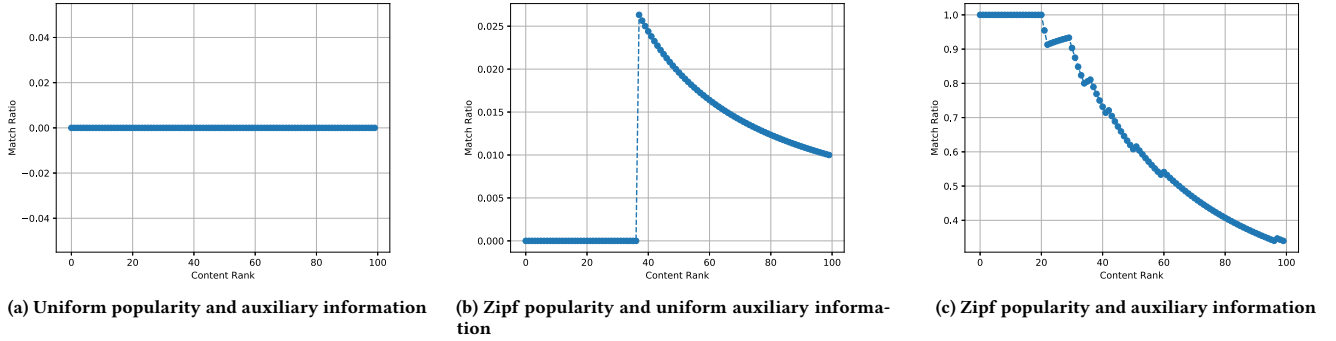 0.04
0.02
0.00
−0.02
−0.04
Match Ratio
0 20 40 60 80 100
Content Rank
(a) Uniform popularity and auxiliary information
0.025
0.020
0.015
0.010
0.005
0.000
Match Ratio
0 20 40 60 80 100
Content Rank
(b) Zipf popularity and uniform auxiliary informa-
tion
1.0
0.9
0.8
0.7
0.6
0.5
0.4
Match Ratio
0 20 40 60 80 100
Content Rank
(c) Zipf popularity and auxiliary information